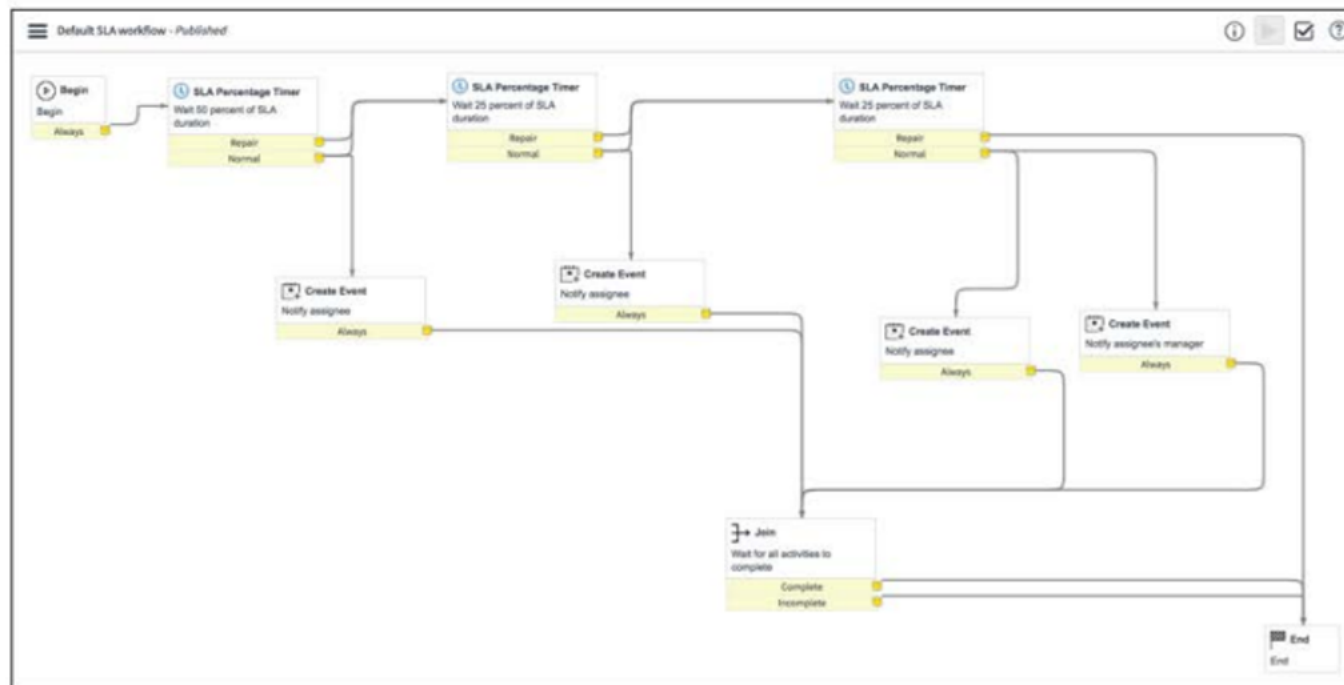 Default SLA workflow - Published
Begin
Begin
Always
SLA Percentage Timer
Wait 50 percent of SLA
duration
Repair
Normal
SLA Percentage Timer
Wait 25 percent of SLA
duration
Repair
Normal
SLA Percentage Timer
Wait 25 percent of SLA
duration
Repair
Normal
Create Event
Notify assignee
Always
Create Event
Notify assignee
Always
Create Event
Notify assignee
Always
Create Event
Notify assignee's manager
Always
Join
Wait for all activities to
complete
Complete
Incomplete
End
End